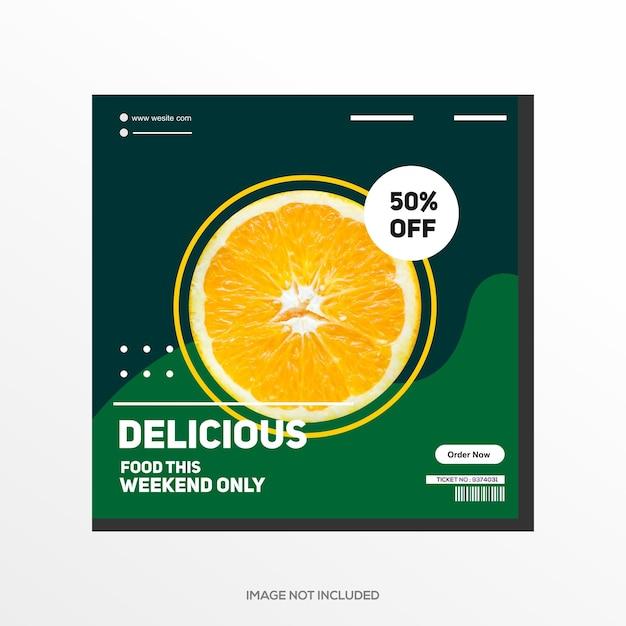 www wesite com
50%
OFF
DELICIOUS
FOOD THIS
WEEKEND ONLY
Order Now
TICKET NO : 9374031
IMAGE NOT INCLUDED